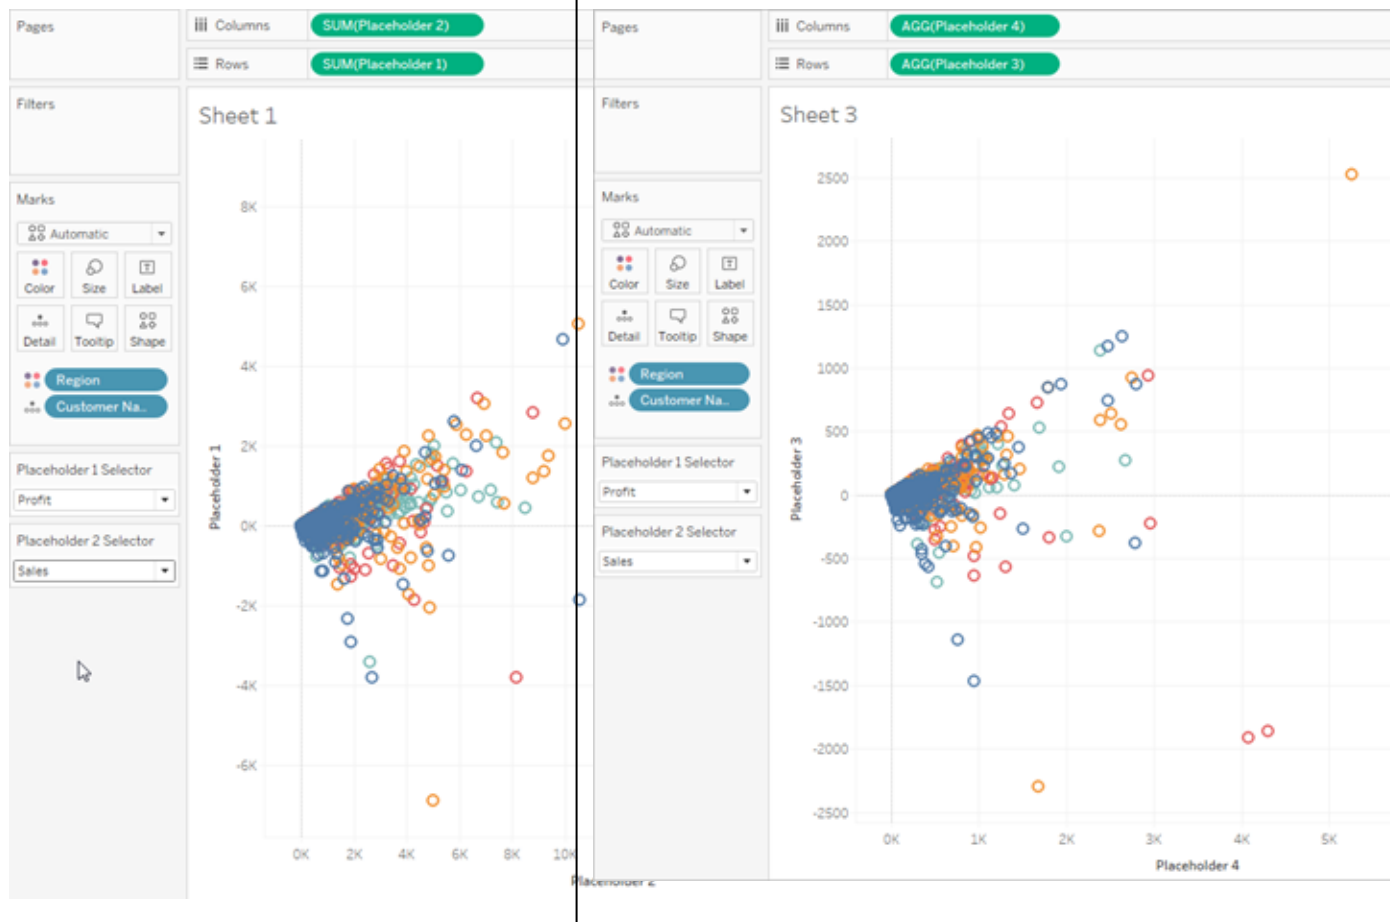 Pages
Columns
SUM(Placeholder 2)
Rows
SUM(Placeholder 1)
Filters
Sheet 1
Marks
Automatic
Color
Size
Label
Detail
Tooltip
Shape
Region
Customer Na..
Placeholder 1 Selector
Profit
Placeholder 2 Selector
Sales
Placeholder 1
8K
6K
4K
2K
0K
-2K
-4K
-6K
0K 2K 4K 6K 8K 10K
Placeholder 2
Pages
Columns
AGG(Placeholder 4)
Rows
AGG(Placeholder 3)
Filters
Sheet 3
Marks
Automatic
Color
Size
Label
Detail
Tooltip
Shape
Region
Customer Na..
Placeholder 1 Selector
Profit
Placeholder 2 Selector
Sales
Placeholder 3
2500
2000
1500
1000
500
0
-500
-1000
-1500
-2000
-2500
0K 1K 2K 3K 4K 5K
Placeholder 4